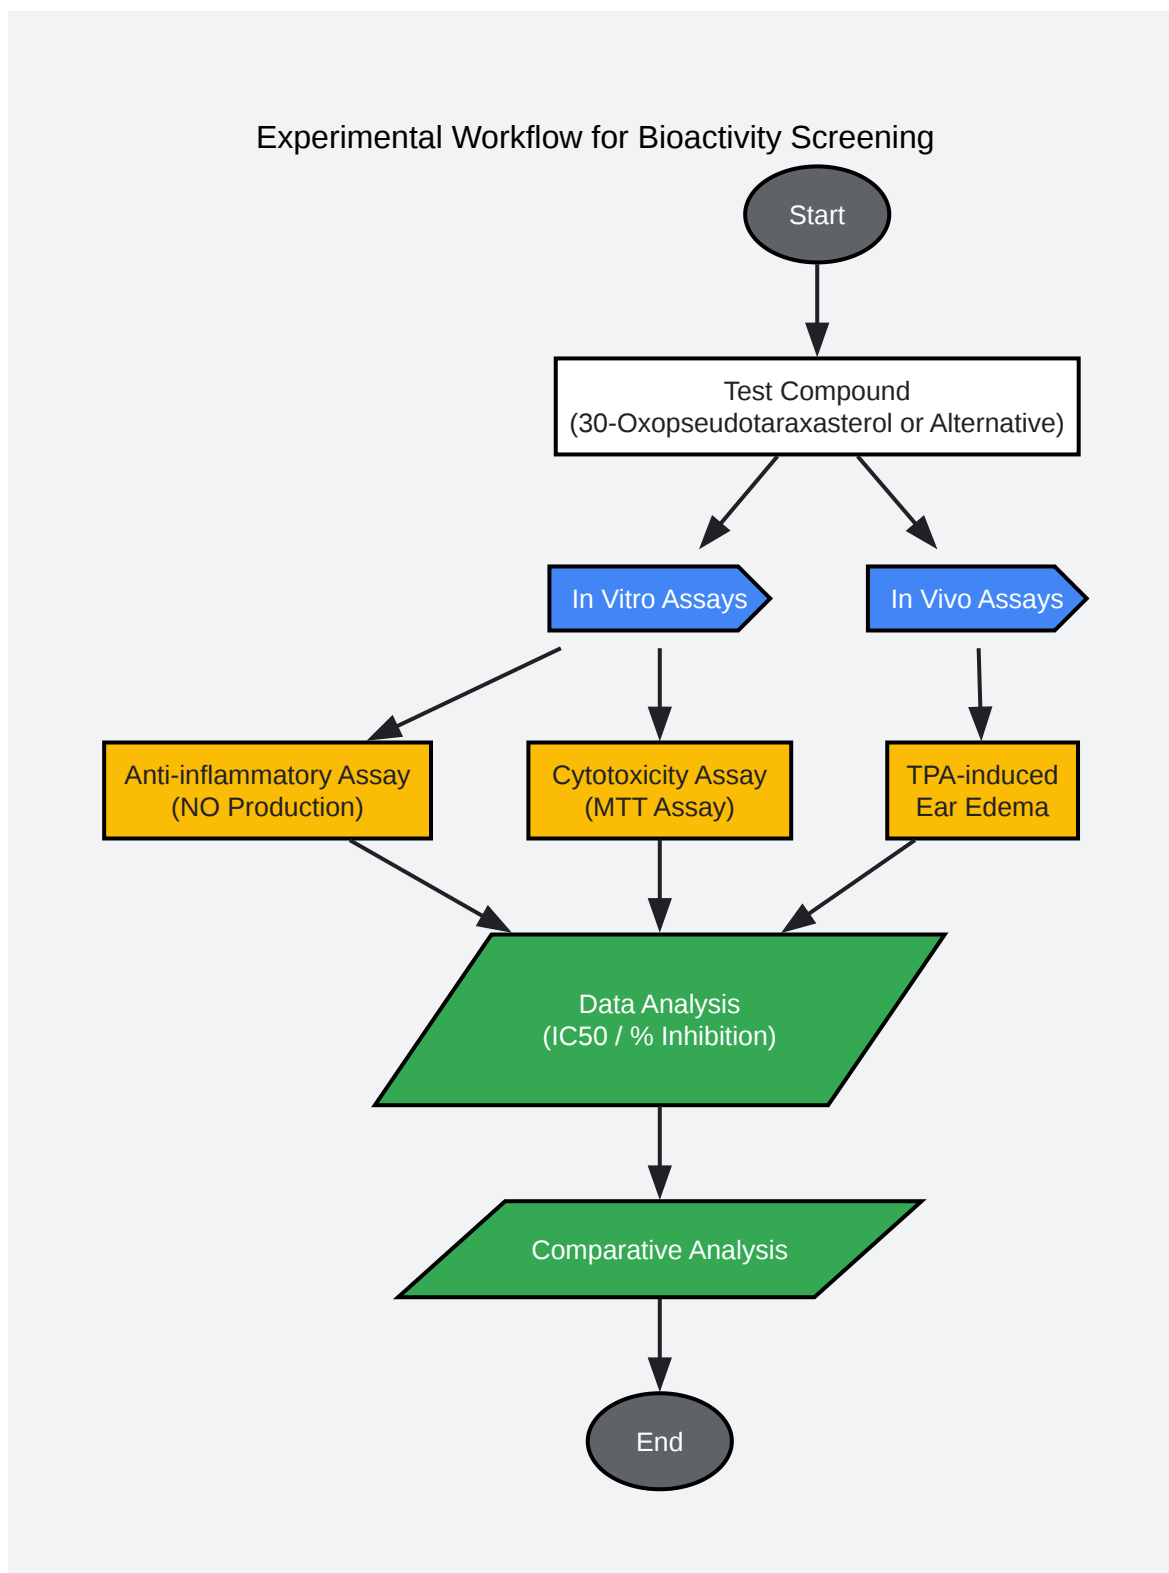 Experimental Workflow for Bioactivity Screening
Start
Test Compound
(30-Oxopseudotaraxasterol or Alternative)
In Vitro Assays
In Vivo Assays
Anti-inflammatory Assay
(NO Production)
Cytotoxicity Assay
(MTT Assay)
TPA-induced
Ear Edema
Data Analysis
(IC50 / % Inhibition)
Comparative Analysis
End